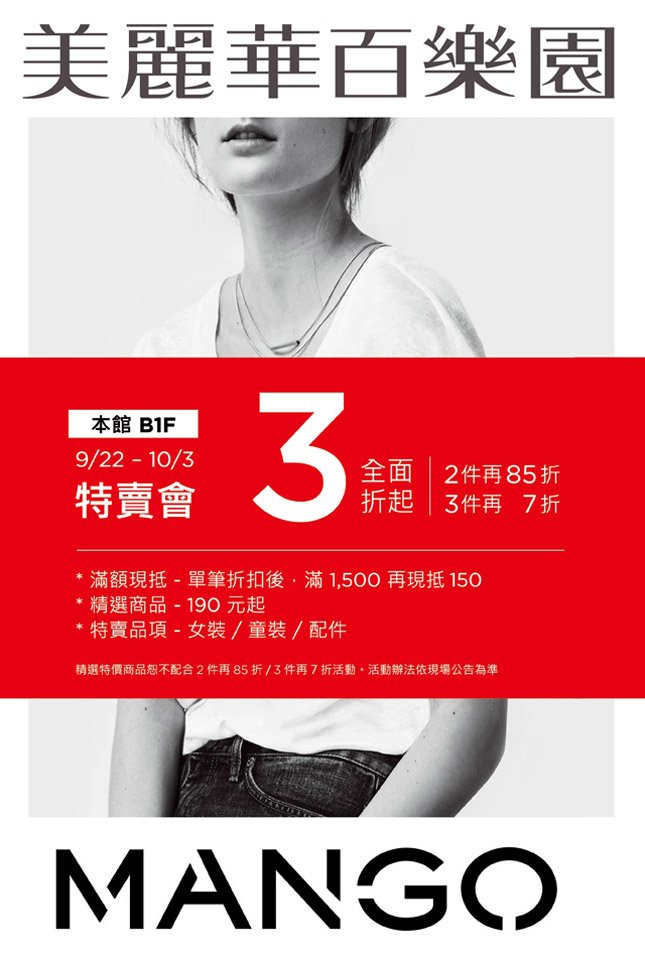 美麗華百樂園
本館 B1F
9/22 - 10/3
特賣會
3
全面
折起
2件再85折
3件再 7折
* 滿額現抵 - 單筆折扣後,滿 1,500 再現抵 150
* 精選商品 - 190 元起
* 特賣品項 - 女裝 / 童裝 / 配件
精選特價商品恕不配合 2 件再 85 折 / 3 件再 7 折活動。活動辦法依現場公告為準
MANGO